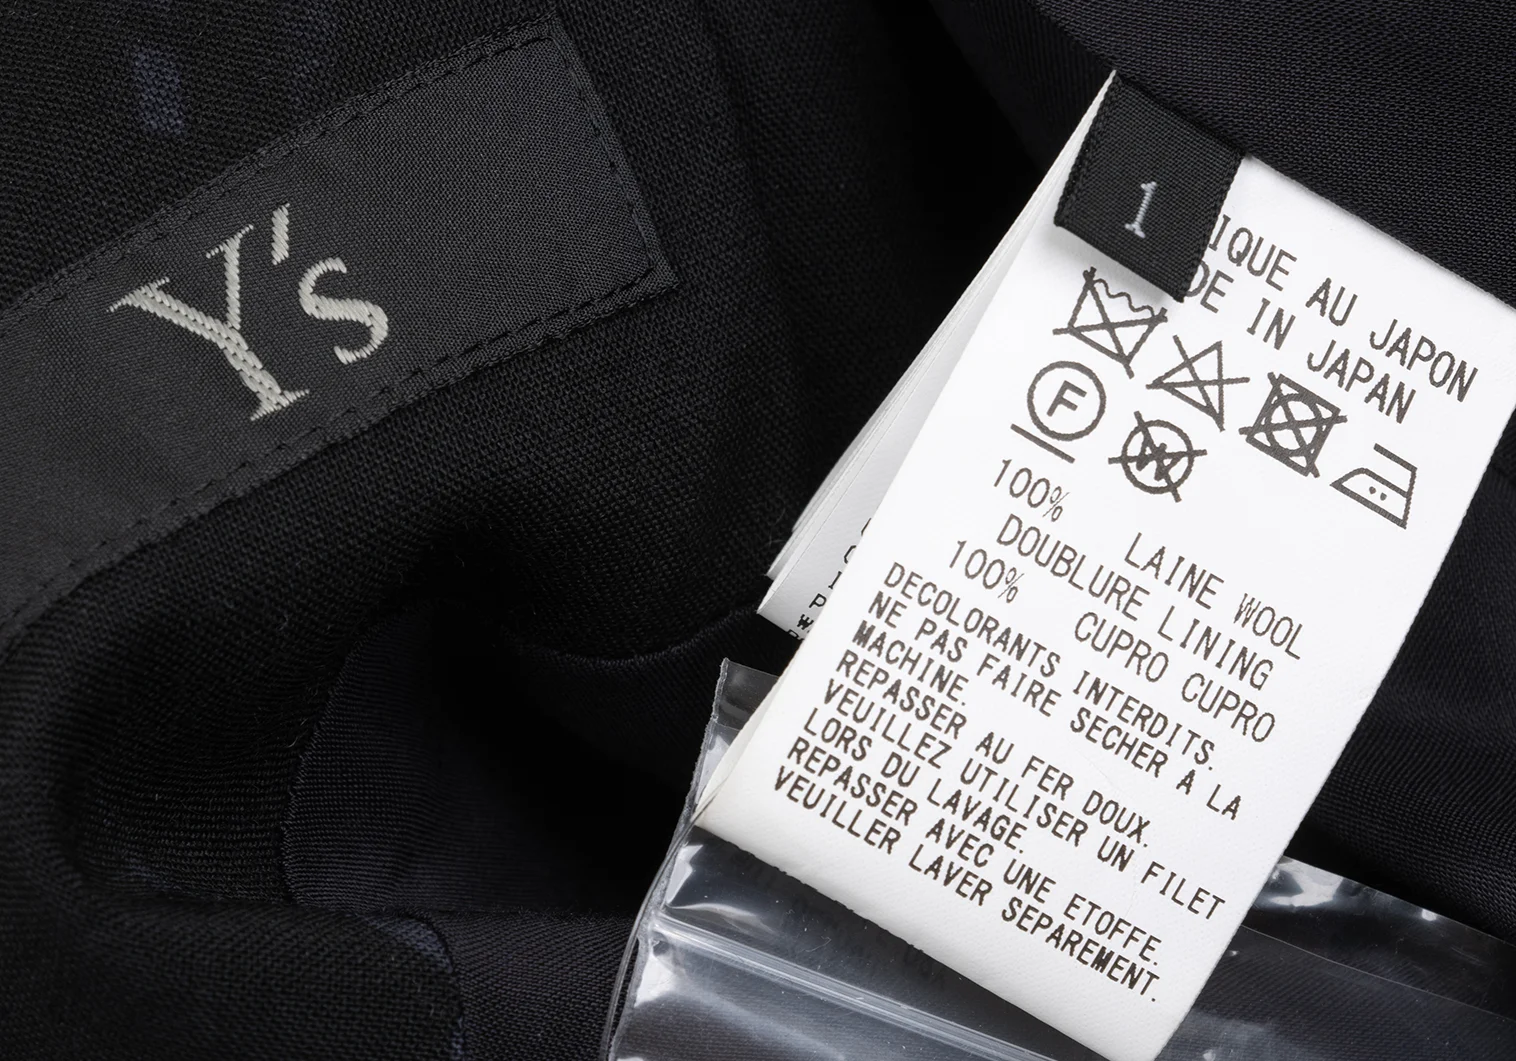 Y's
1
IQUE AU JAPON
DE IN JAPAN
F
W
100%
LAINE WOOL
DOUBLURE LINING
100%
CUPRO CUPRO
DECOLORANTS INTERDITS.
NE PAS FAIRE SECHER A LA
MACHINE.
REPASSER AU FER DOUX.
VEUILLEZ UTILISER UN FILET
LORS DU LAVAGE.
REPASSER AVEC UNE ETOFFE.
VEUILLER LAVER SEPAREMENT.